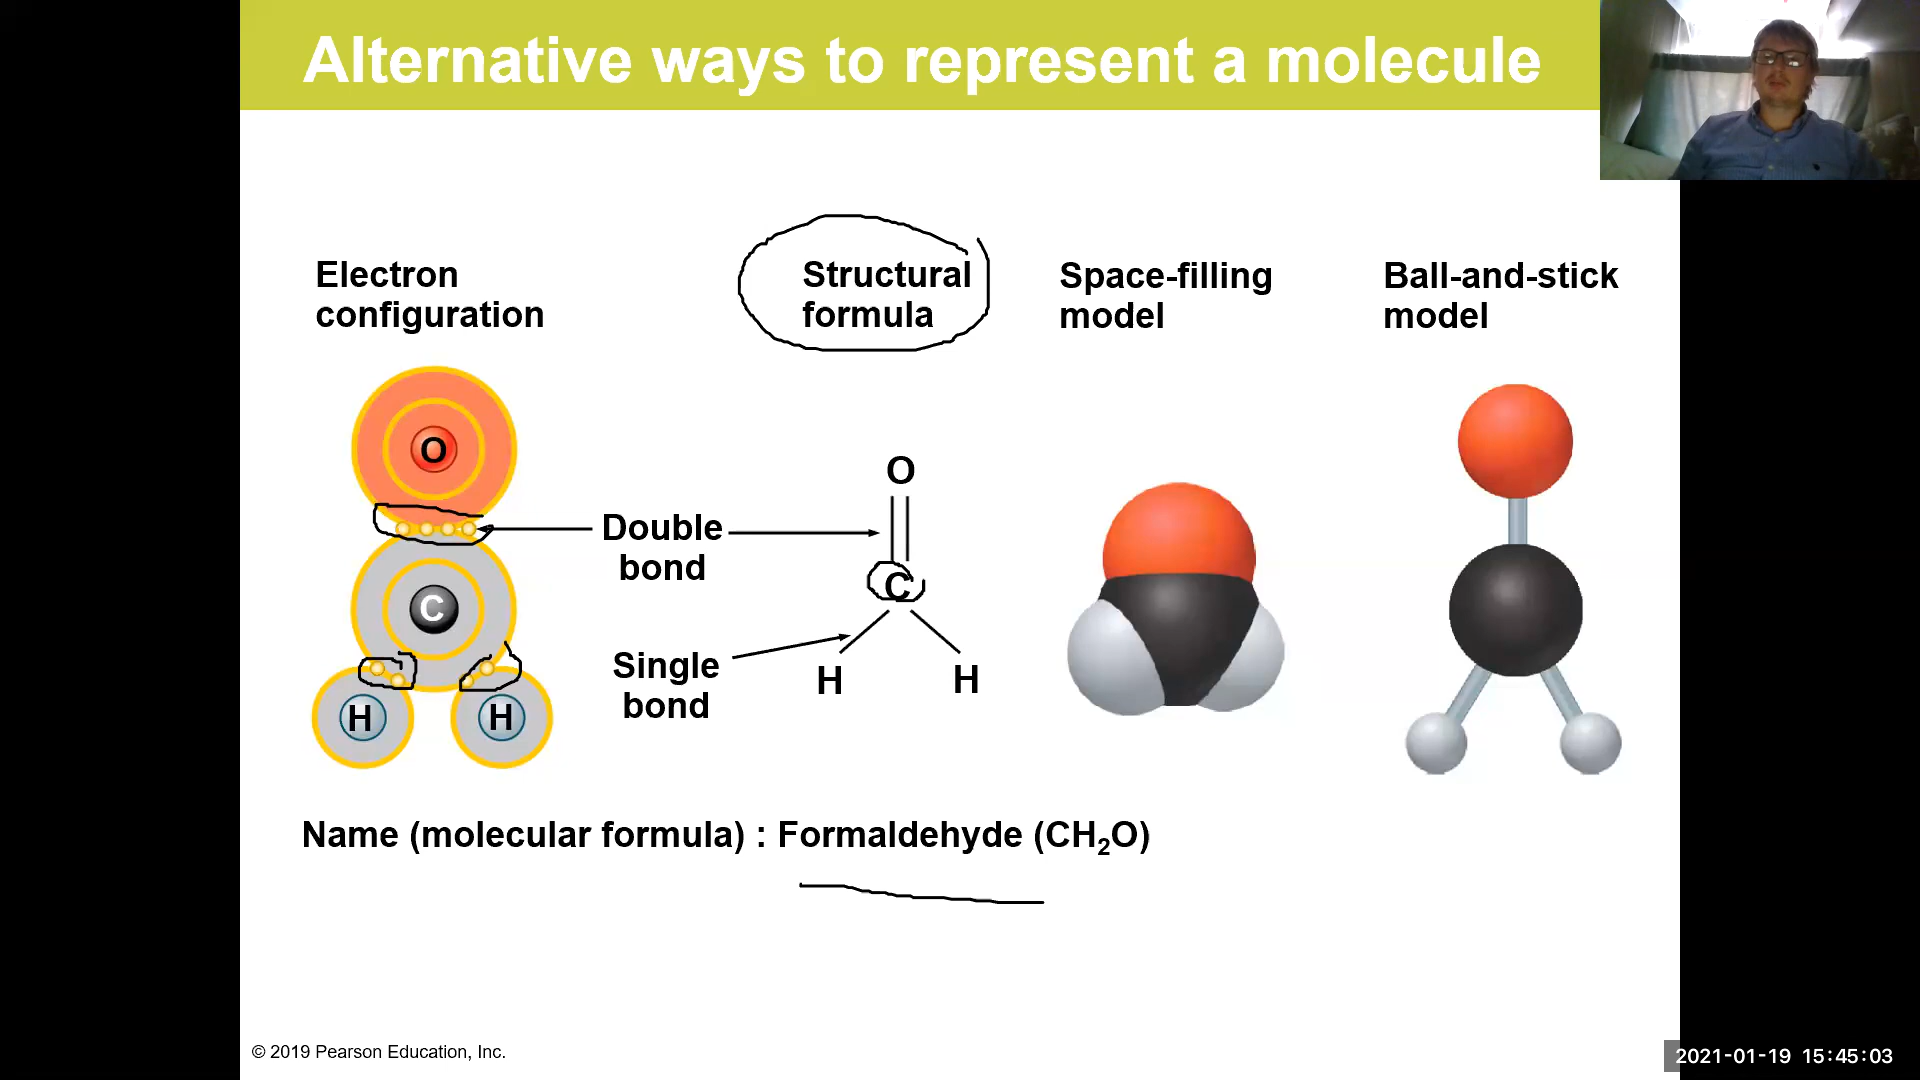 Alternative ways to represent a molecule
Electron
configuration
Structural
formula
Space-filling
model
Ball-and-stick
model
O
C
H
H
Double
bond
Single
bond
O
C
H
H
Name (molecular formula) : Formaldehyde (CH₂O)
© 2019 Pearson Education, Inc.
2021-01-19 15:45:03